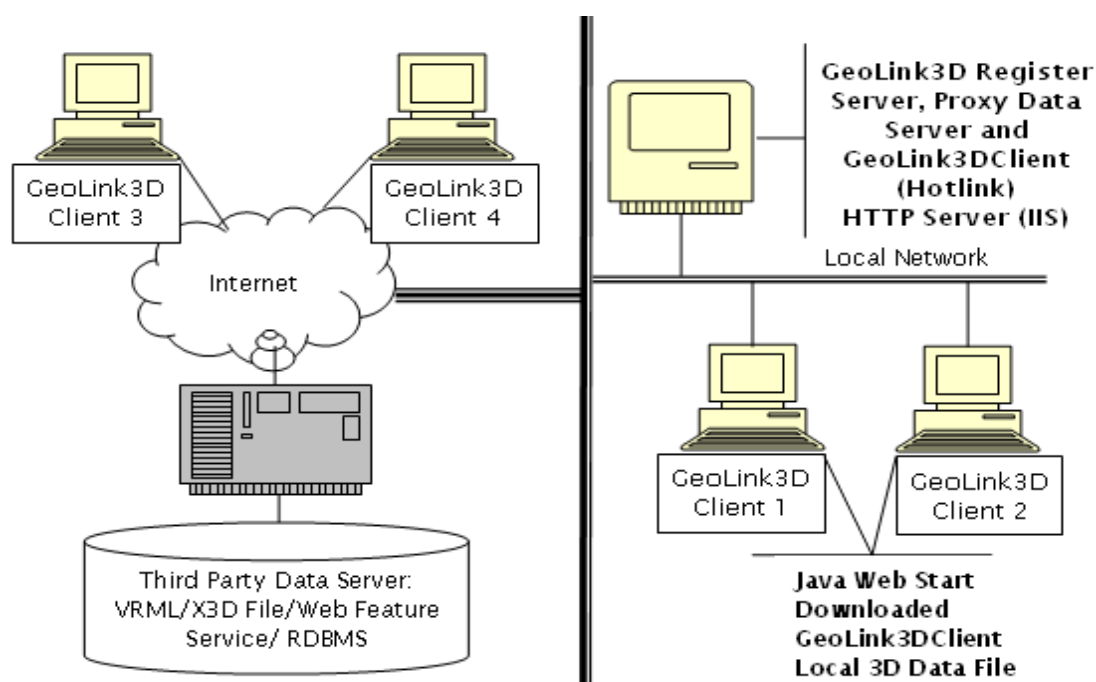 GeoLink3D
Client 3
GeoLink3D
Client 4
Internet
Third Party Data Server:
VRML/X3D File/Web Feature
Service/ RDBMS
GeoLink3D Register
Server, Proxy Data
Server and
GeoLink3DClient
(Hotlink)
HTTP Server (IIS)
Local Network
GeoLink3D
Client 1
GeoLink3D
Client 2
Java Web Start
Downloaded
GeoLink3DClient
Local 3D Data File